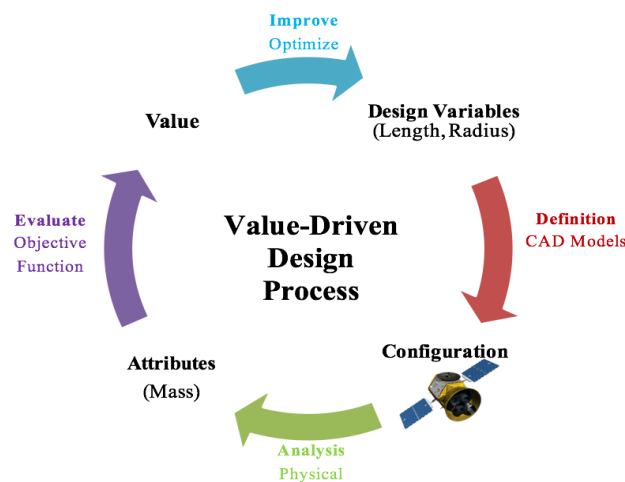 Improve
Optimize
Value
Design Variables
(Length, Radius)
Evaluate
Objective
Function
Value-Driven
Design
Process
Definition
CAD Models
Attributes
(Mass)
Configuration
Analysis
Physical